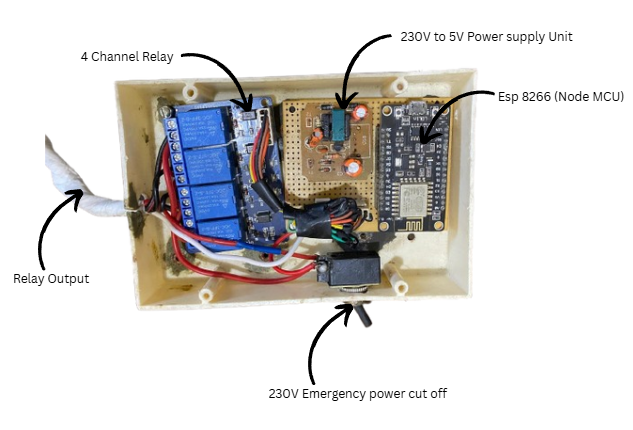 230V to 5V Power supply Unit
4 Channel Relay
Esp 8266 (Node MCU)
Relay Output
230V Emergency power cut off